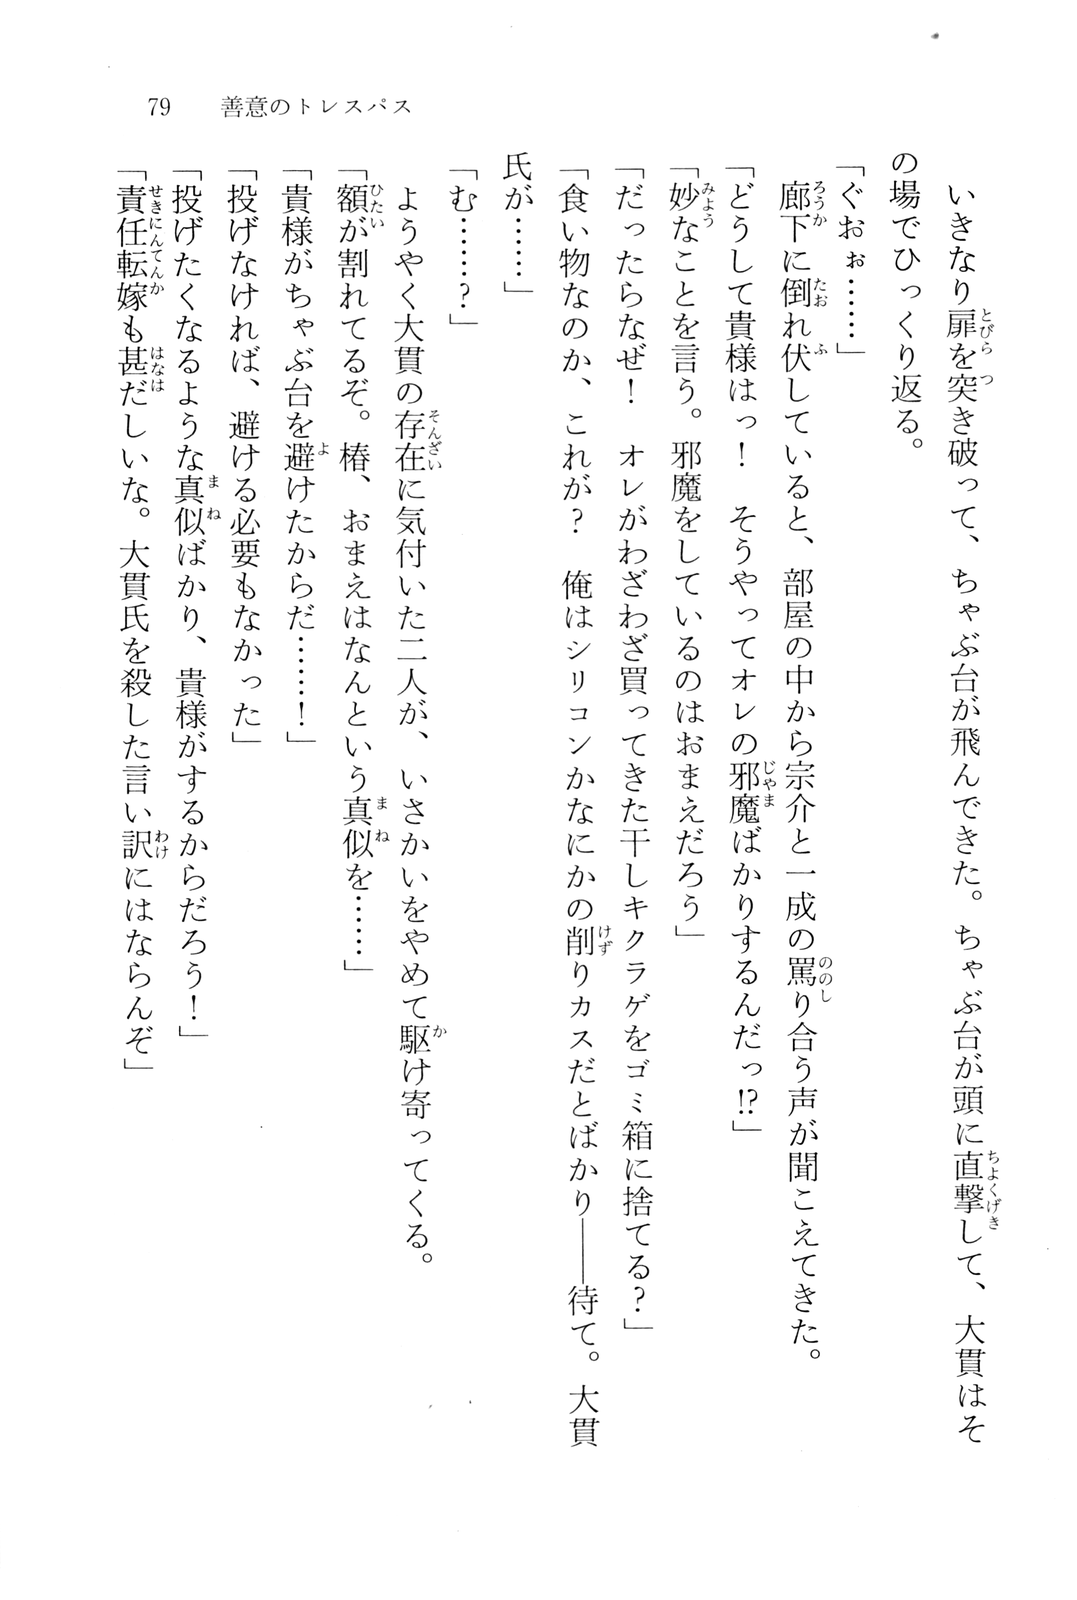 79 善意のトレスパス
いきなり扉を突き破って、ちゃぶ台が飛んできた。ちゃぶ台が頭に直撃して、大貫はそ
の場でひっくり返る。
「ぐおぉ……」
廊下に倒れ伏していると、部屋の中から宗介と一成の罵り合う声が聞こえてきた。
「どうして貴様はっ！　そうやってオレの邪魔ばかりするんだっ!?」
「妙なことを言う。邪魔をしているのはおまえだろう」
「だったらなぜ！　オレがわざわざ買ってきた干しキクラゲをゴミ箱に捨てる？」
「食い物なのか、これが？　俺はシリコンかなにかの削りカスだとばかり――待て。大貫
氏が……」
「む……？」
ようやく大貫の存在に気付いた二人が、いさかいをやめて駆け寄ってくる。
「額が割れてるぞ。椿、おまえはなんという真似を……」
「貴様がちゃぶ台を避けたからだ……！」
「投げなければ、避ける必要もなかった」
「投げたくなるような真似ばかり、貴様がするからだろう！」
「責任転嫁も甚だしいな。大貫氏を殺した言い訳にはならんぞ」